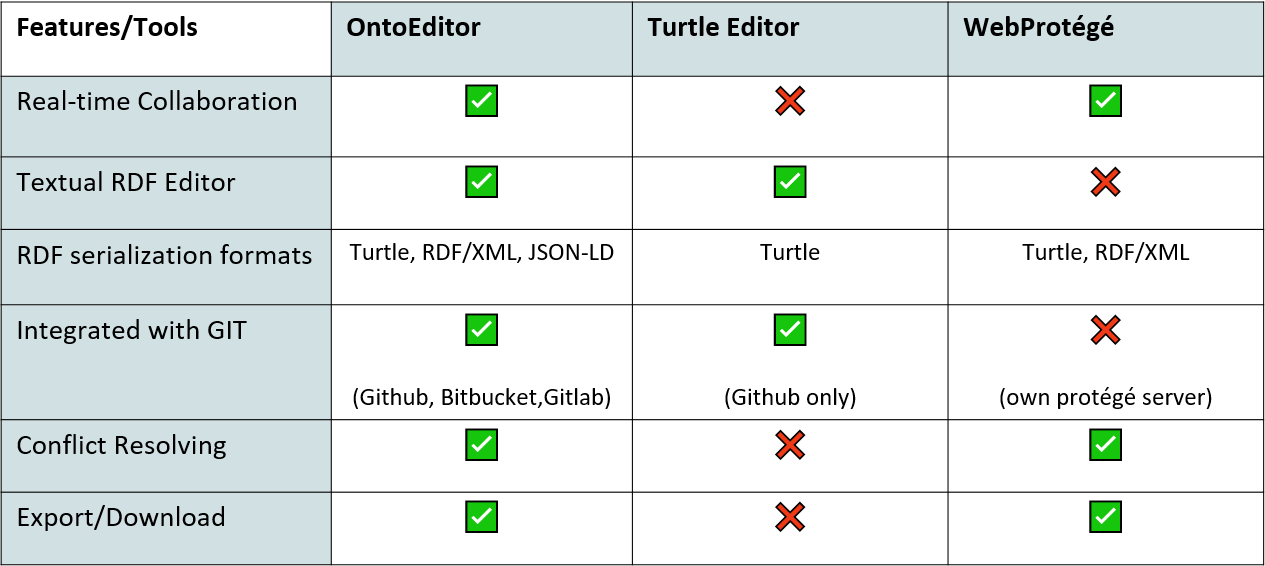 Features/Tools OntoEditor Turtle Editor WebProtégé
Real-time Collaboration
Textual RDF Editor
RDF serialization formats Turtle, RDF/XML, JSON-LD Turtle Turtle, RDF/XML
Integrated with GIT
(Github, Bitbucket,Gitlab) (Github only) (own protégé server)
Conflict Resolving
Export/Download